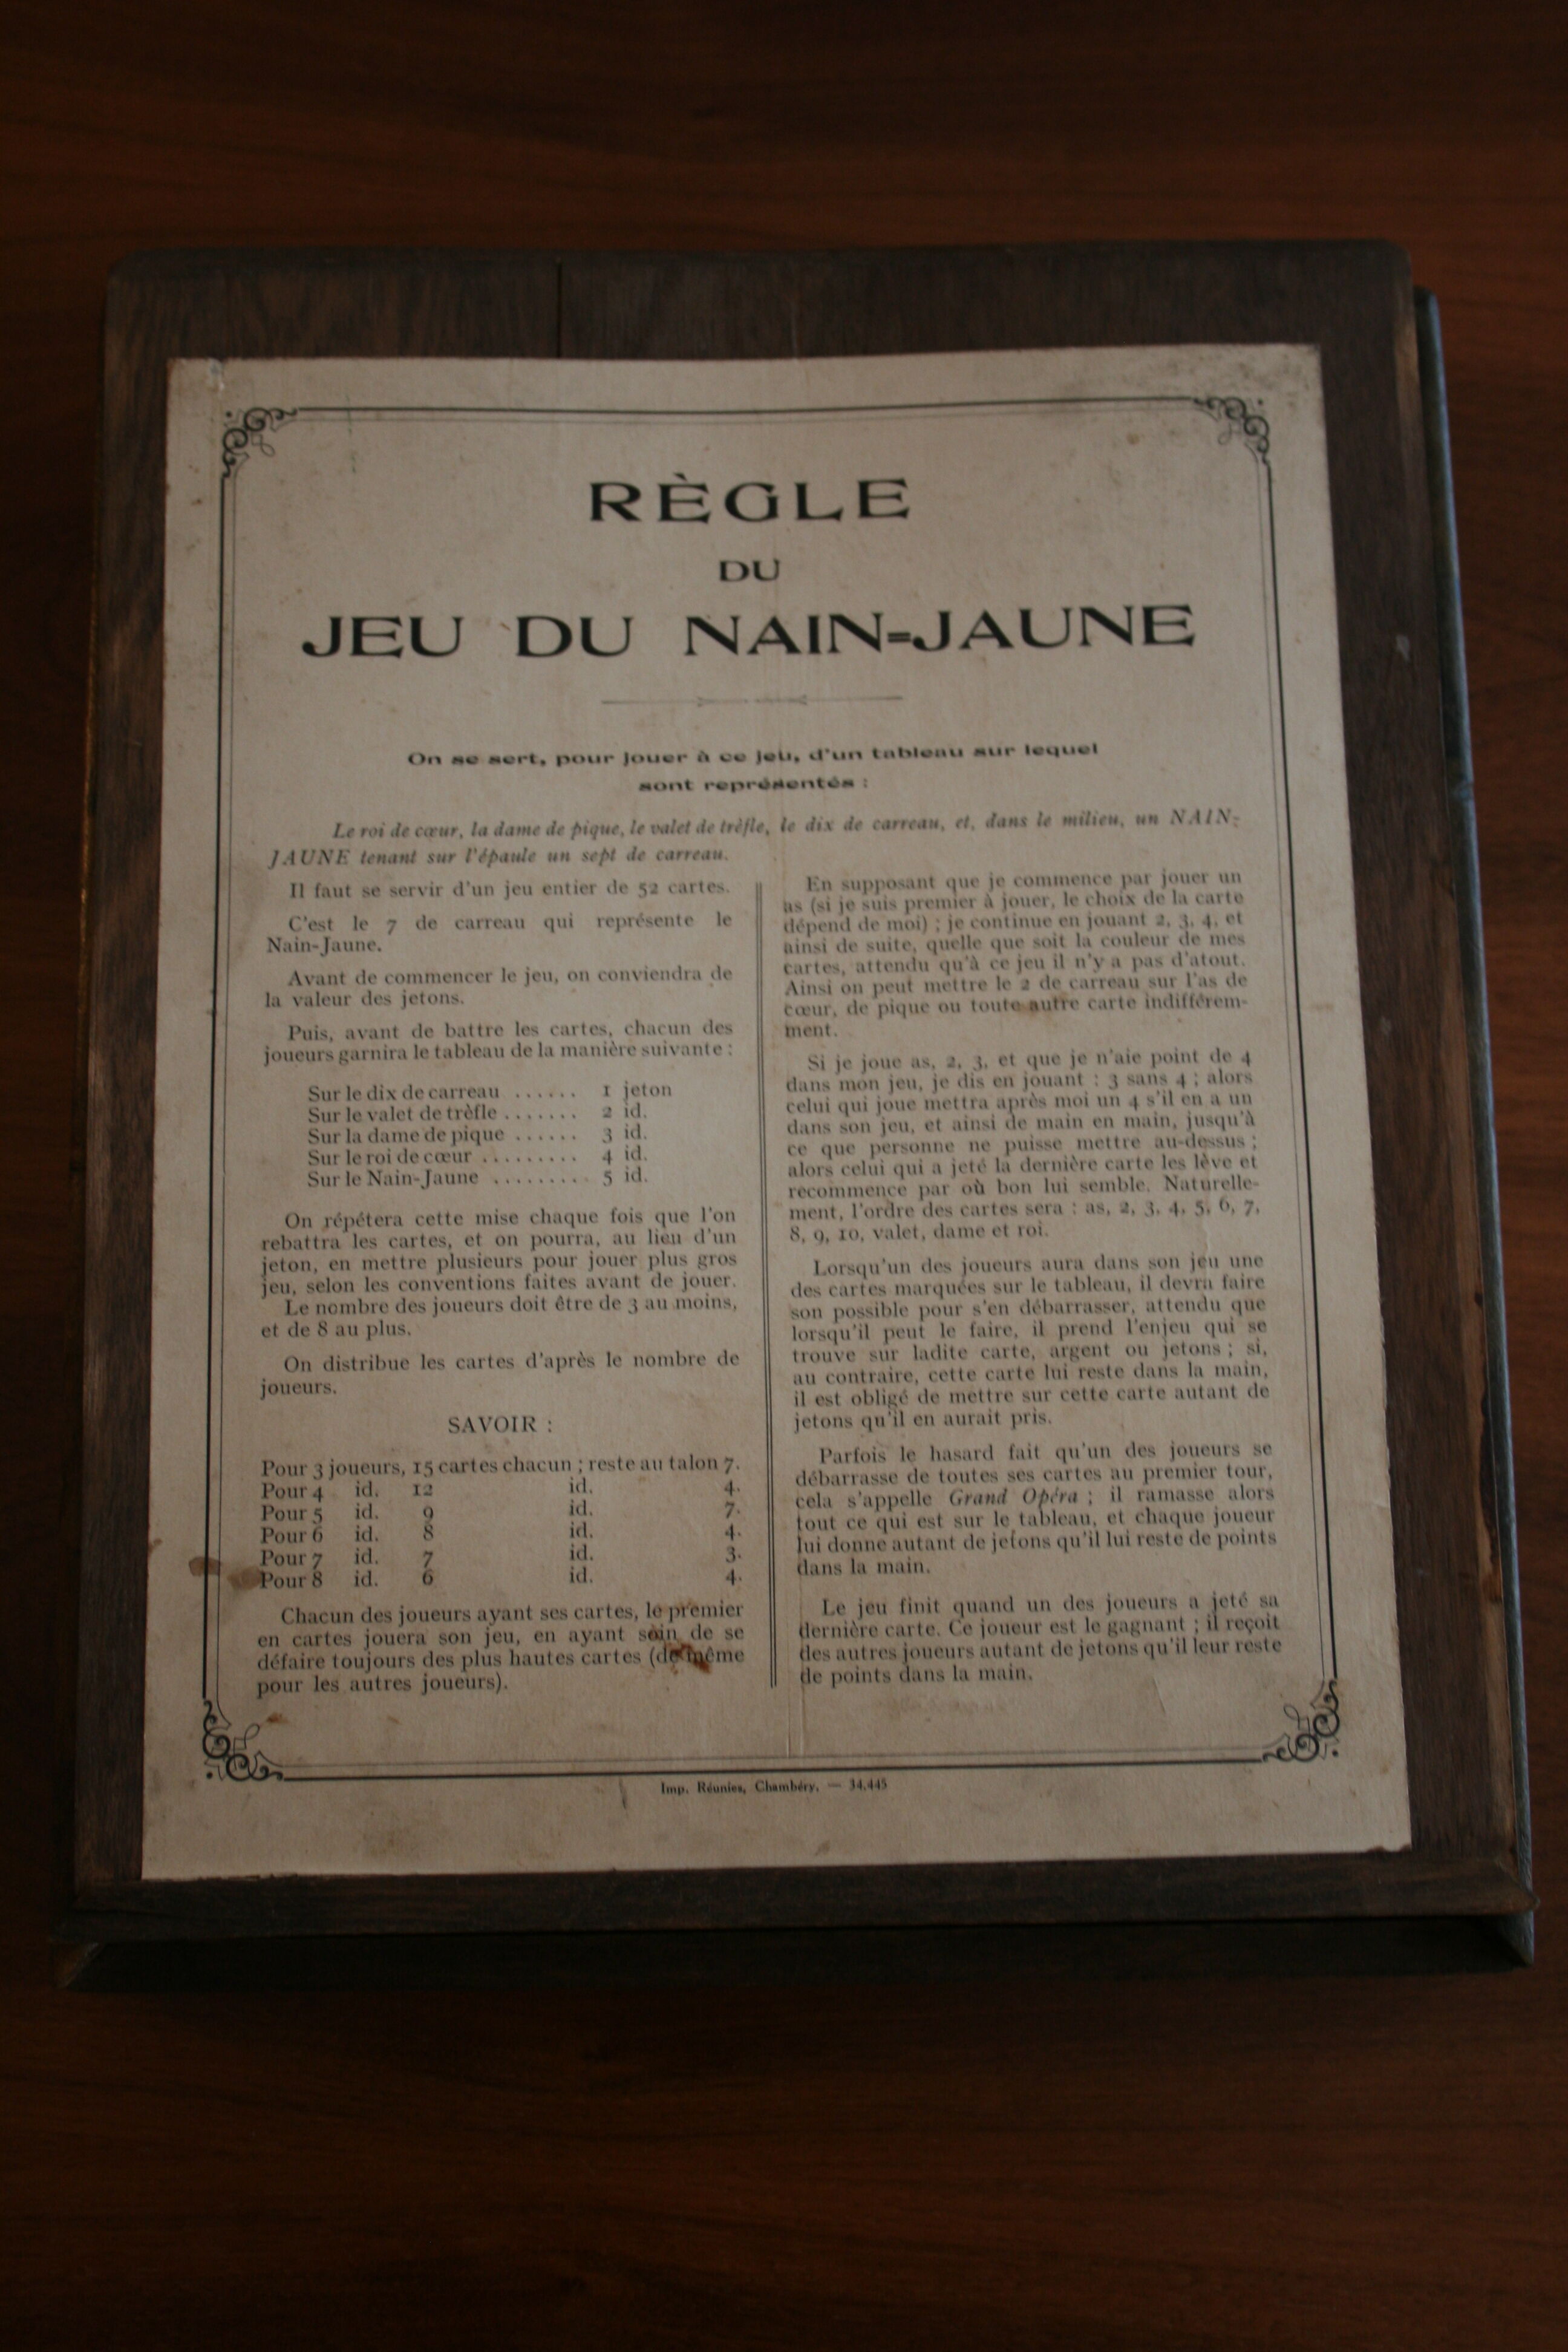 RÈGLE
DU
JEU DU NAIN-JAUNE
On se sert, pour jouer à ce jeu, d'un tableau sur lequel
sont représentés :
Le roi de cœur, la dame de pique, le valet de trèfle, le dix de carreau, et, dans le milieu, un NAIN-
JAUNE tenant sur l'épaule un sept de carreau.
Il faut se servir d'un jeu entier de 52 cartes.
C'est le 7 de carreau qui représente le
Nain-Jaune.
Avant de commencer le jeu, on conviendra de
la valeur des jetons.
Puis, avant de battre les cartes, chacun des
joueurs garnira le tableau de la manière suivante :
Sur le dix de carreau ...... 1 jeton
Sur le valet de trèfle ....... 2 id.
Sur la dame de pique ...... 3 id.
Sur le roi de cœur ......... 4 id.
Sur le Nain-Jaune ......... 5 id.
On répétera cette mise chaque fois que l'on
rebattra les cartes, et on pourra, au lieu d'un
jeton, en mettre plusieurs pour jouer plus gros
jeu, selon les conventions faites avant de jouer.
Le nombre des joueurs doit être de 3 au moins,
et de 8 au plus.
On distribue les cartes d'après le nombre de
joueurs.
SAVOIR :
Pour 3 joueurs, 15 cartes chacun ; reste au talon 7.
Pour 4 id. 12 id. 4.
Pour 5 id. 9 id. 7.
Pour 6 id. 8 id. 4.
Pour 7 id. 7 id. 3.
Pour 8 id. 6 id. 4.
Chacun des joueurs ayant ses cartes, le premier
en cartes jouera son jeu, en ayant soin de se
défaire toujours des plus hautes cartes (de même
pour les autres joueurs).
En supposant que je commence par jouer un
as (si je suis premier à jouer, le choix de la carte
dépend de moi) ; je continue en jouant 2, 3, 4, et
ainsi de suite, quelle que soit la couleur de mes
cartes, attendu qu'à ce jeu il n'y a pas d'atout.
Ainsi on peut mettre le 2 de carreau sur l'as de
cœur, de pique ou toute autre carte indifférem-
ment.
Si je joue as, 2, 3, et que je n'aie point de 4
dans mon jeu, je dis en jouant : 3 sans 4 ; alors
celui qui joue mettra après moi un 4 s'il en a un
dans son jeu, et ainsi de main en main, jusqu'à
ce que personne ne puisse mettre au-dessus ;
alors celui qui a jeté la dernière carte les lève et
recommence par où bon lui semble. Naturelle-
ment, l'ordre des cartes sera : as, 2, 3, 4, 5, 6, 7,
8, 9, 10, valet, dame et roi.
Lorsqu'un des joueurs aura dans son jeu une
des cartes marquées sur le tableau, il devra faire
son possible pour s'en débarrasser, attendu que
lorsqu'il peut le faire, il prend l'enjeu qui se
trouve sur ladite carte, argent ou jetons ; si,
au contraire, cette carte lui reste dans la main,
il est obligé de mettre sur cette carte autant de
jetons qu'il en aurait pris.
Parfois le hasard fait qu'un des joueurs se
débarrasse de toutes ses cartes au premier tour,
cela s'appelle Grand Opéra ; il ramasse alors
tout ce qui est sur le tableau, et chaque joueur
lui donne autant de jetons qu'il lui reste de points
dans la main.
Le jeu finit quand un des joueurs a jeté sa
dernière carte. Ce joueur est le gagnant ; il reçoit
des autres joueurs autant de jetons qu'il leur reste
de points dans la main.
Imp. Réunies, Chambéry. — 34.445